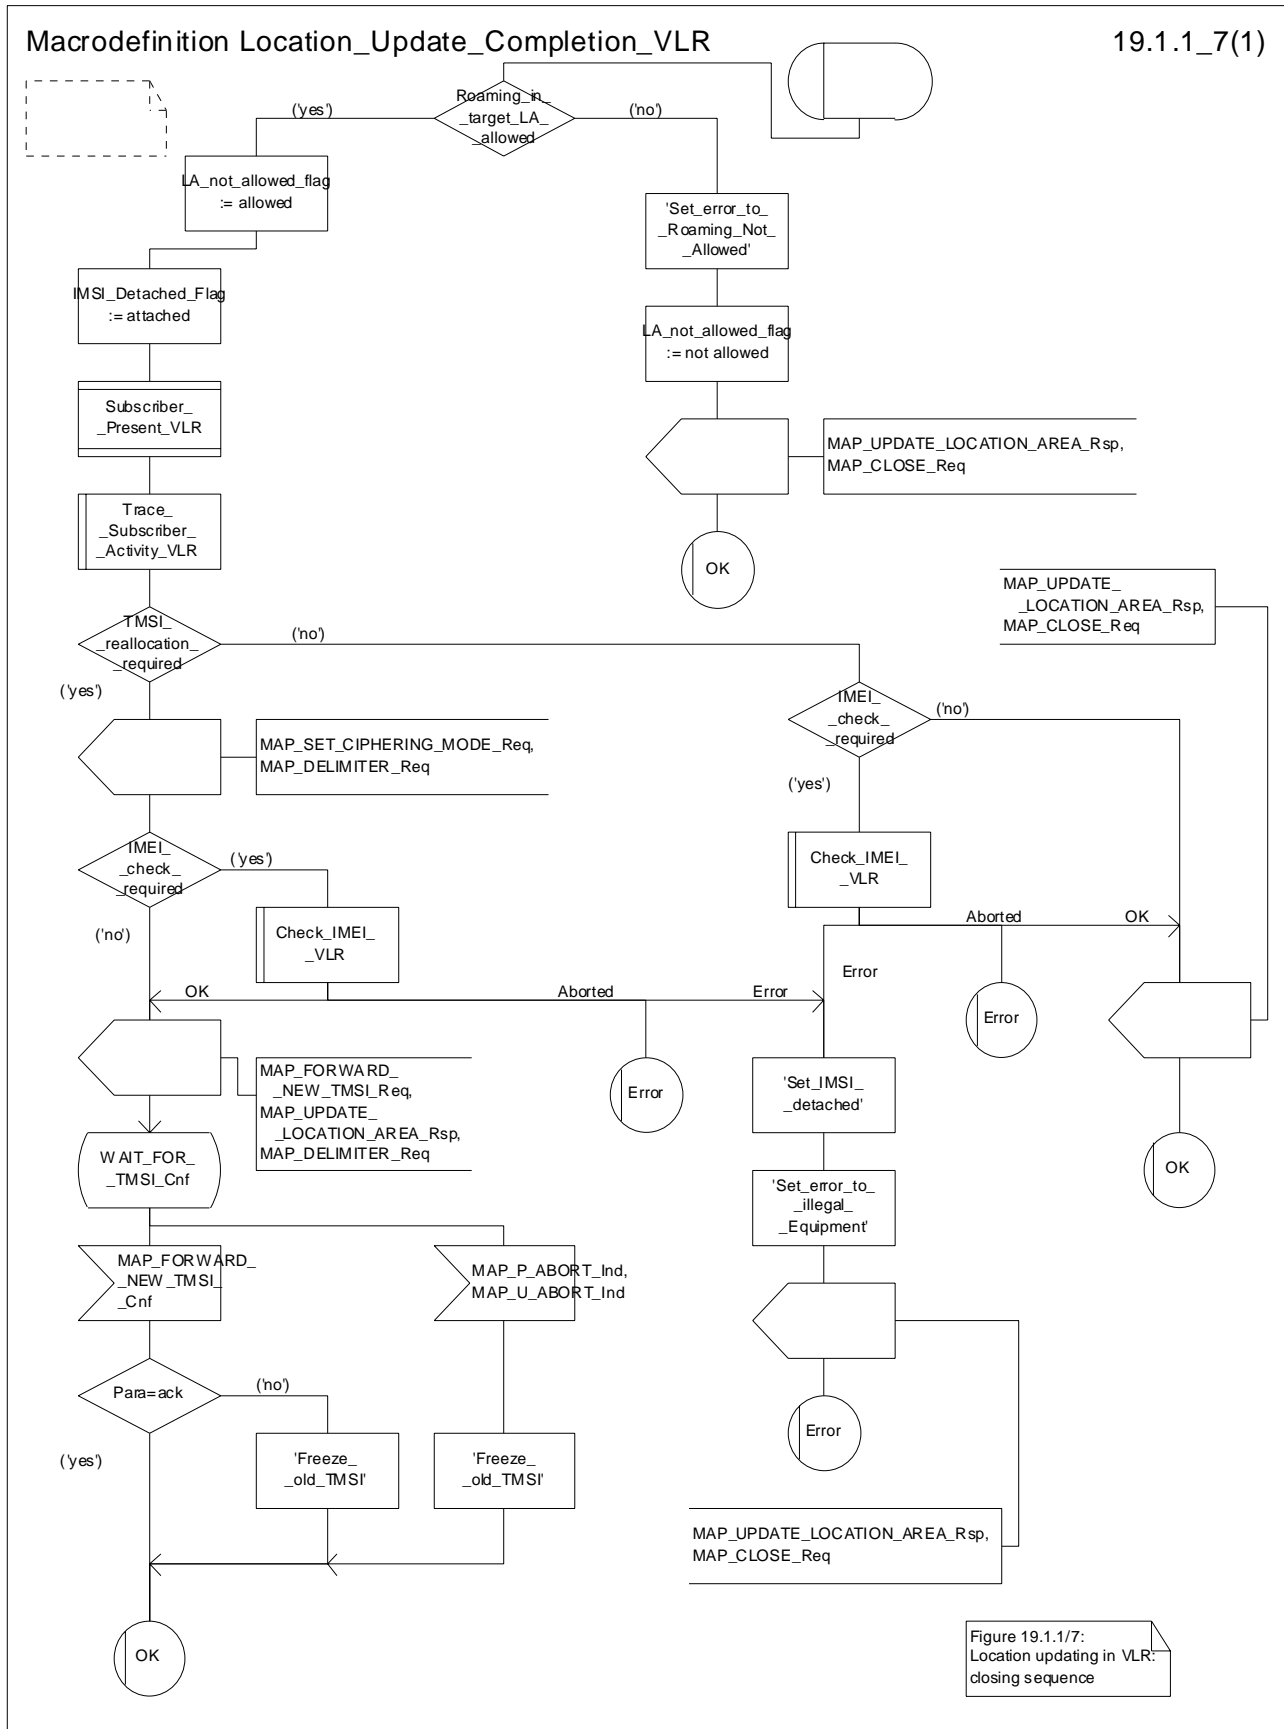 Macrodefinition Location_Update_Completion_VLR
19.1.1_7(1)
Roaming_in_
_target_LA_
_allowed
('yes')
('no')
LA_not_allowed_flag
:= allowed
'Set_error_to_
_Roaming_Not_
_Allowed'
IMSI_Detached_Flag
:= attached
LA_not_allowed_flag
:= not allowed
Subscriber_
_Present_VLR
MAP_UPDATE_LOCATION_AREA_Rsp,
MAP_CLOSE_Req
Trace_
_Subscriber_
_Activity_VLR
OK
MAP_UPDATE_
_LOCATION_AREA_Rsp,
MAP_CLOSE_Req
TMSI_
_reallocation_
_required
('no')
('yes')
IMEI_
_check_
_required
('no')
('yes')
MAP_SET_CIPHERING_MODE_Req,
MAP_DELIMITER_Req
IMEI_
_check_
_required
('yes')
('no')
Check_IMEI_
_VLR
Check_IMEI_
_VLR
Aborted
OK
Error
OK
Aborted
Error
Error
MAP_FORWARD_
_NEW_TMSI_Req,
MAP_UPDATE_
_LOCATION_AREA_Rsp,
MAP_DELIMITER_Req
Error
'Set_IMSI_
_detached'
WAIT_FOR_
_TMSI_Cnf
OK
'Set_error_to_
_illegal_
_Equipment'
MAP_FORWARD_
_NEW_TMSI_
_Cnf
MAP_P_ABORT_Ind,
MAP_U_ABORT_Ind
Para=ack
('no')
('yes')
Error
'Freeze_
_old_TMSI'
'Freeze_
_old_TMSI'
MAP_UPDATE_LOCATION_AREA_Rsp,
MAP_CLOSE_Req
OK
Figure 19.1.1/7:
Location updating in VLR:
closing sequence